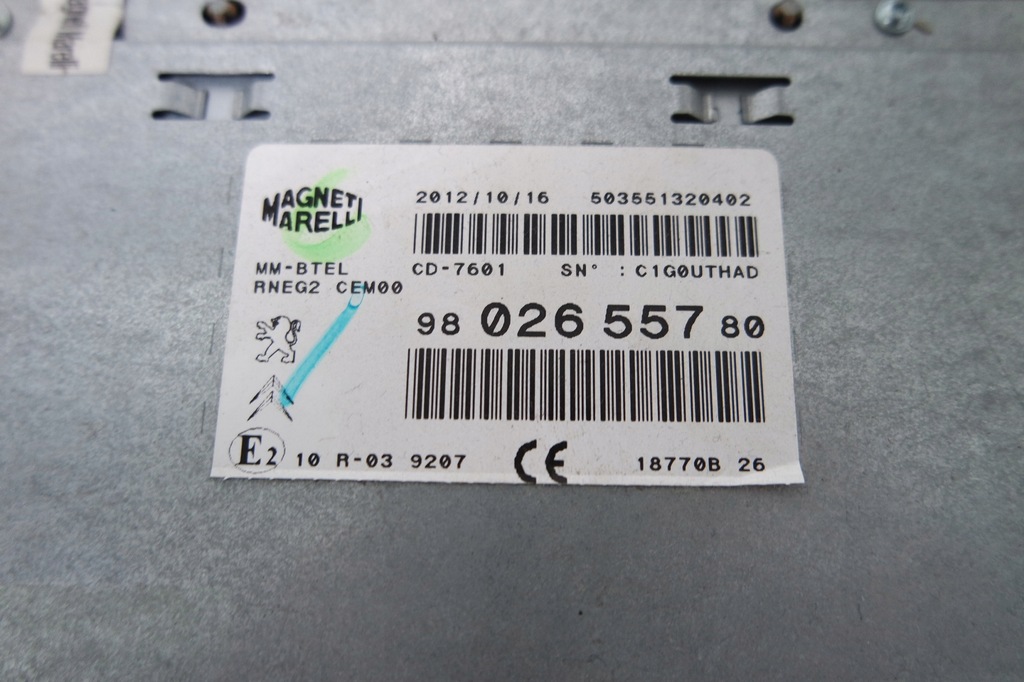 MAGNETI
MARELLI
2012/10/16 503551320402
MM-BTEL CD-7601 SN° : C1G0UTHAD
RNEG2 CEM00
98 026 557 80
E2 10 R-03 9207 CE 18770B 26